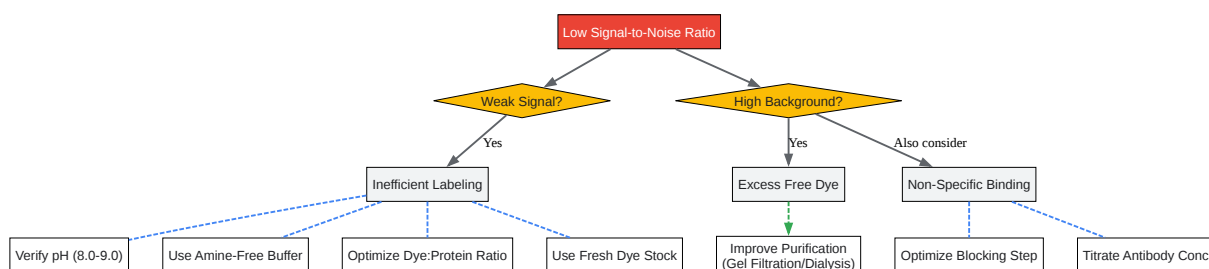 Low Signal-to-Noise Ratio
Weak Signal?
High Background?
Yes
Yes
Also consider
Inefficient Labeling
Excess Free Dye
Non-Specific Binding
Verify pH (8.0-9.0)
Use Amine-Free Buffer
Optimize Dye:Protein Ratio
Use Fresh Dye Stock
Improve Purification
(Gel Filtration/Dialysis)
Optimize Blocking Step
Titrate Antibody Conc